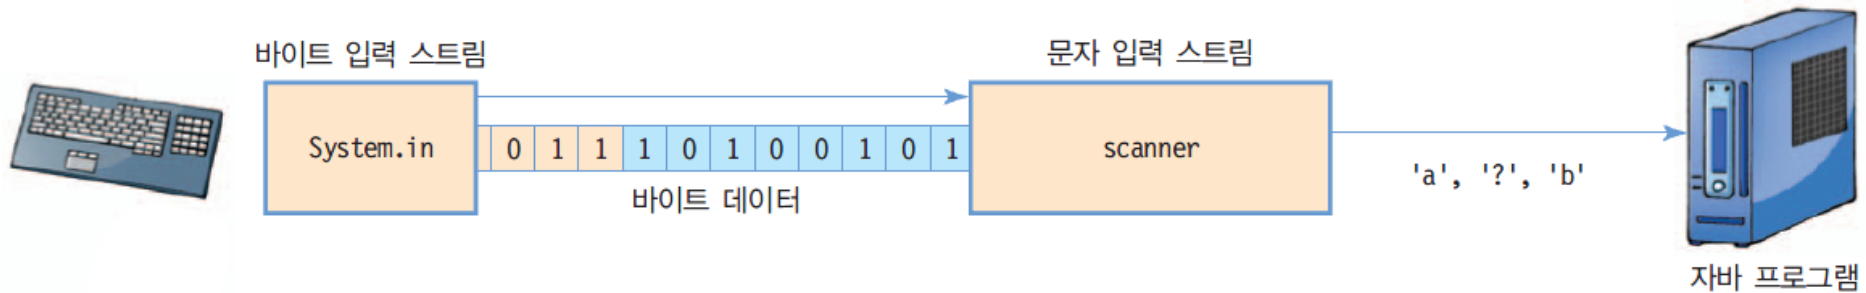 바이트 입력 스트림
문자 입력 스트림
System.in
0 1 1 1 0 1 0 0 1 0 1
scanner
바이트 데이터
'a', '?', 'b'
자바 프로그램